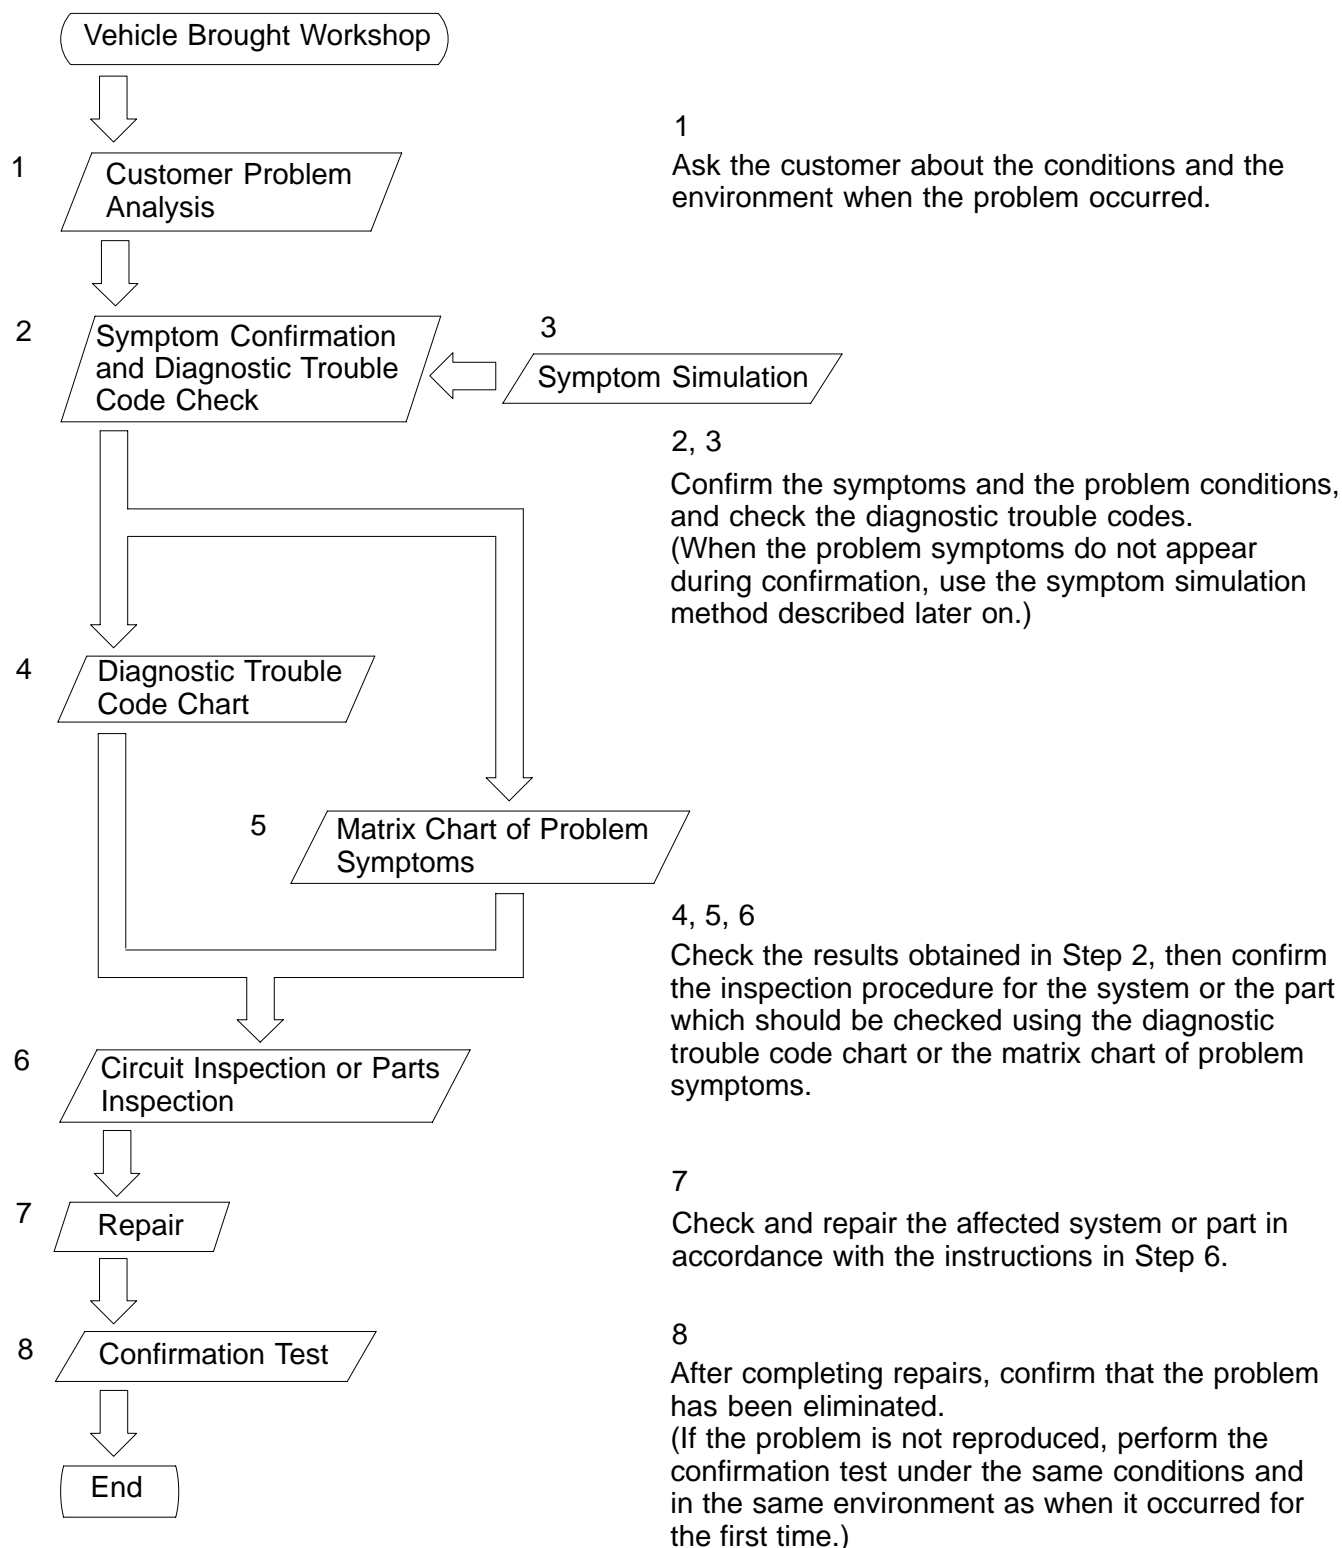 Vehicle Brought Workshop
1
Customer Problem
Analysis
1
Ask the customer about the conditions and the
environment when the problem occurred.
2
Symptom Confirmation
and Diagnostic Trouble
Code Check
3
Symptom Simulation
2, 3
Confirm the symptoms and the problem conditions,
and check the diagnostic trouble codes.
(When the problem symptoms do not appear
during confirmation, use the symptom simulation
method described later on.)
4
Diagnostic Trouble
Code Chart
5
Matrix Chart of Problem
Symptoms
4, 5, 6
Check the results obtained in Step 2, then confirm
the inspection procedure for the system or the part
which should be checked using the diagnostic
trouble code chart or the matrix chart of problem
symptoms.
6
Circuit Inspection or Parts
Inspection
7
Repair
7
Check and repair the affected system or part in
accordance with the instructions in Step 6.
8
Confirmation Test
8
After completing repairs, confirm that the problem
has been eliminated.
(If the problem is not reproduced, perform the
confirmation test under the same conditions and
in the same environment as when it occurred for
the first time.)
End